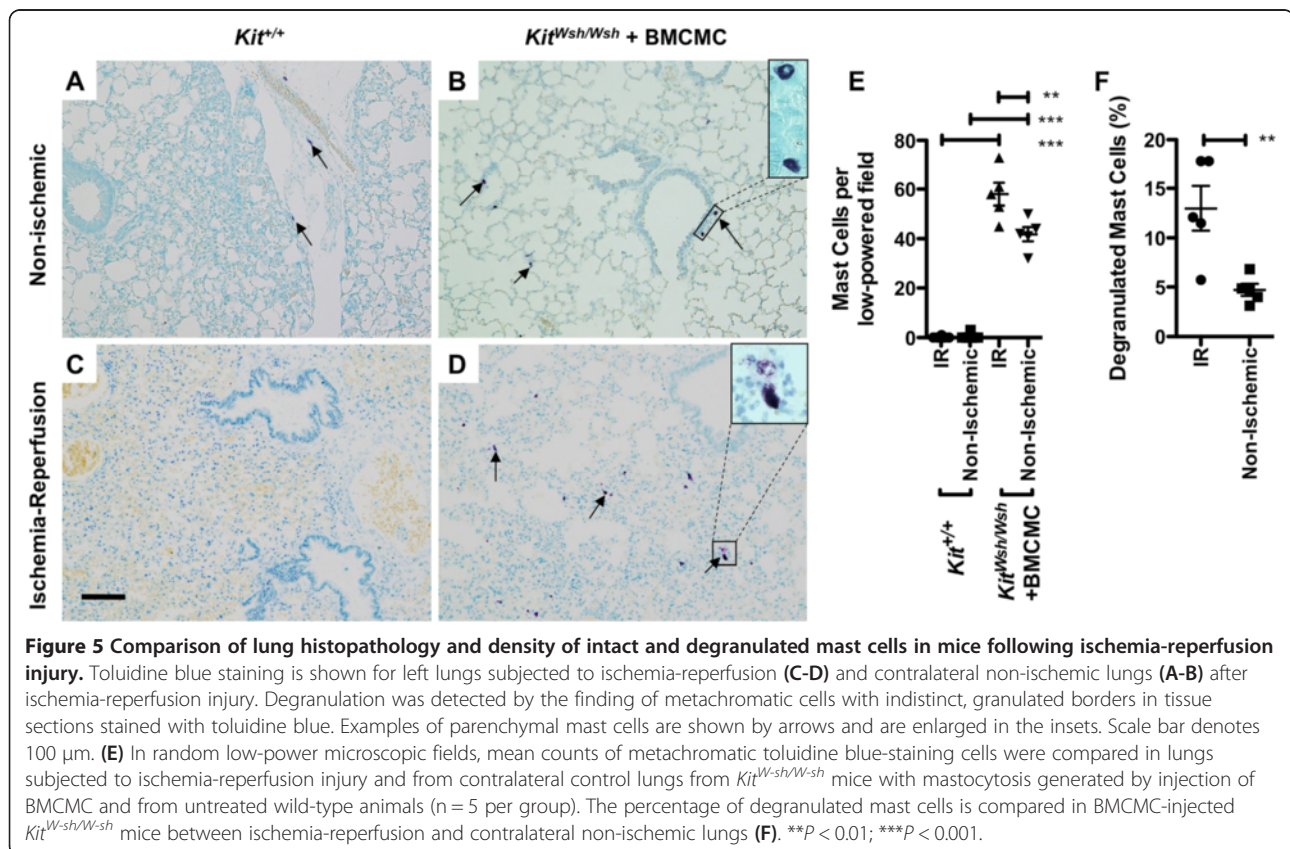 Kit+/+
KitWsh/Wsh + BMCMC
Non-ischemic
A
B
Ischemia-Reperfusion
C
D
E
**
***
***
Mast Cells per
low-powered field
80
60
40
20
0
IR
Non-Ischemic
IR
Non-Ischemic
Kit+/+
KitWsh/Wsh
+BMCMC
F
Degranulated Mast Cells (%)
20
15
10
5
0
**
IR
Non-Ischemic
Figure 5 Comparison of lung histopathology and density of intact and degranulated mast cells in mice following ischemia-reperfusion
injury. Toluidine blue staining is shown for left lungs subjected to ischemia-reperfusion (C-D) and contralateral non-ischemic lungs (A-B) after
ischemia-reperfusion injury. Degranulation was detected by the finding of metachromatic cells with indistinct, granulated borders in tissue
sections stained with toluidine blue. Examples of parenchymal mast cells are shown by arrows and are enlarged in the insets. Scale bar denotes
100 μm. (E) In random low-power microscopic fields, mean counts of metachromatic toluidine blue-staining cells were compared in lungs
subjected to ischemia-reperfusion injury and from contralateral control lungs from KitW-sh/W-sh mice with mastocytosis generated by injection of
BMCMC and from untreated wild-type animals (n = 5 per group). The percentage of degranulated mast cells is compared in BMCMC-injected
KitW-sh/W-sh mice between ischemia-reperfusion and contralateral non-ischemic lungs (F). **P < 0.01; ***P < 0.001.